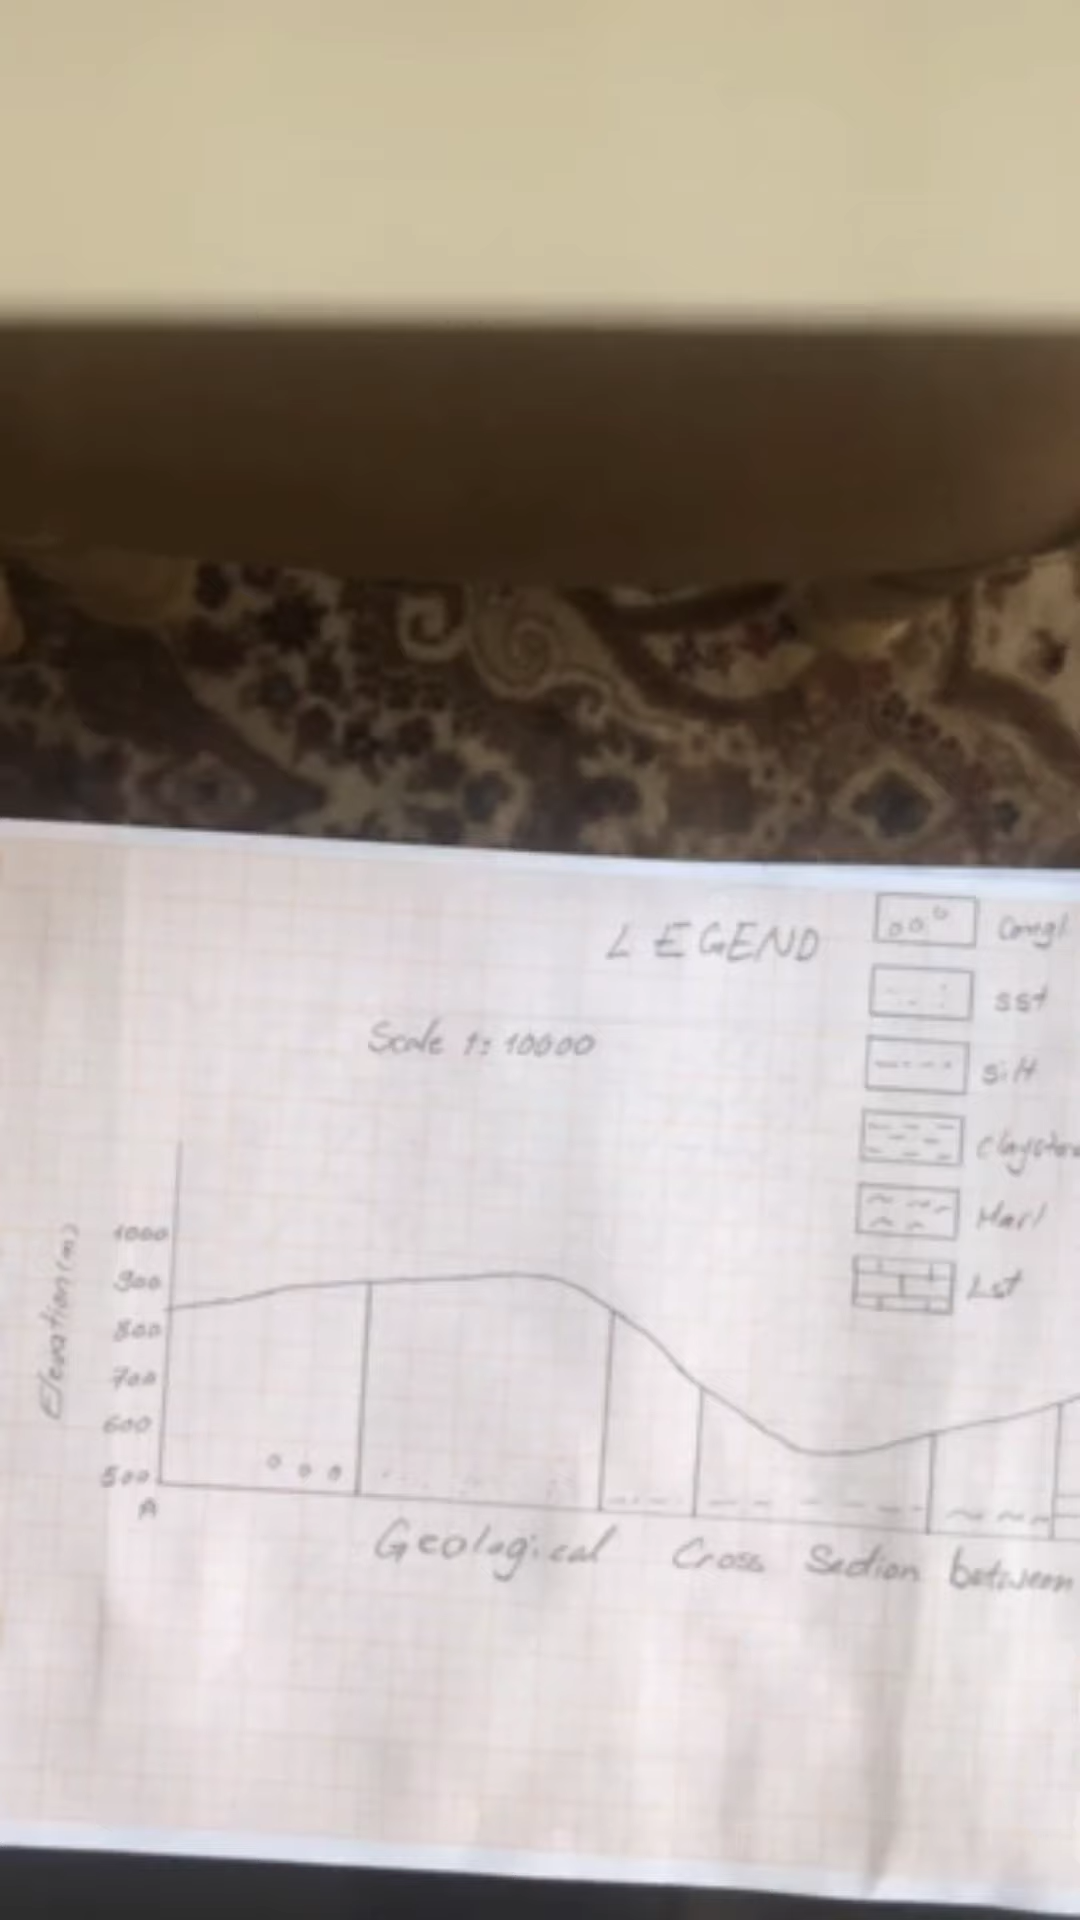 LEGEND
Congl.
sst
silt
Scale 1:10000
Marl
Lst
Elevation (m)
1000
900
800
700
600
500
A
Geological Cross Section between